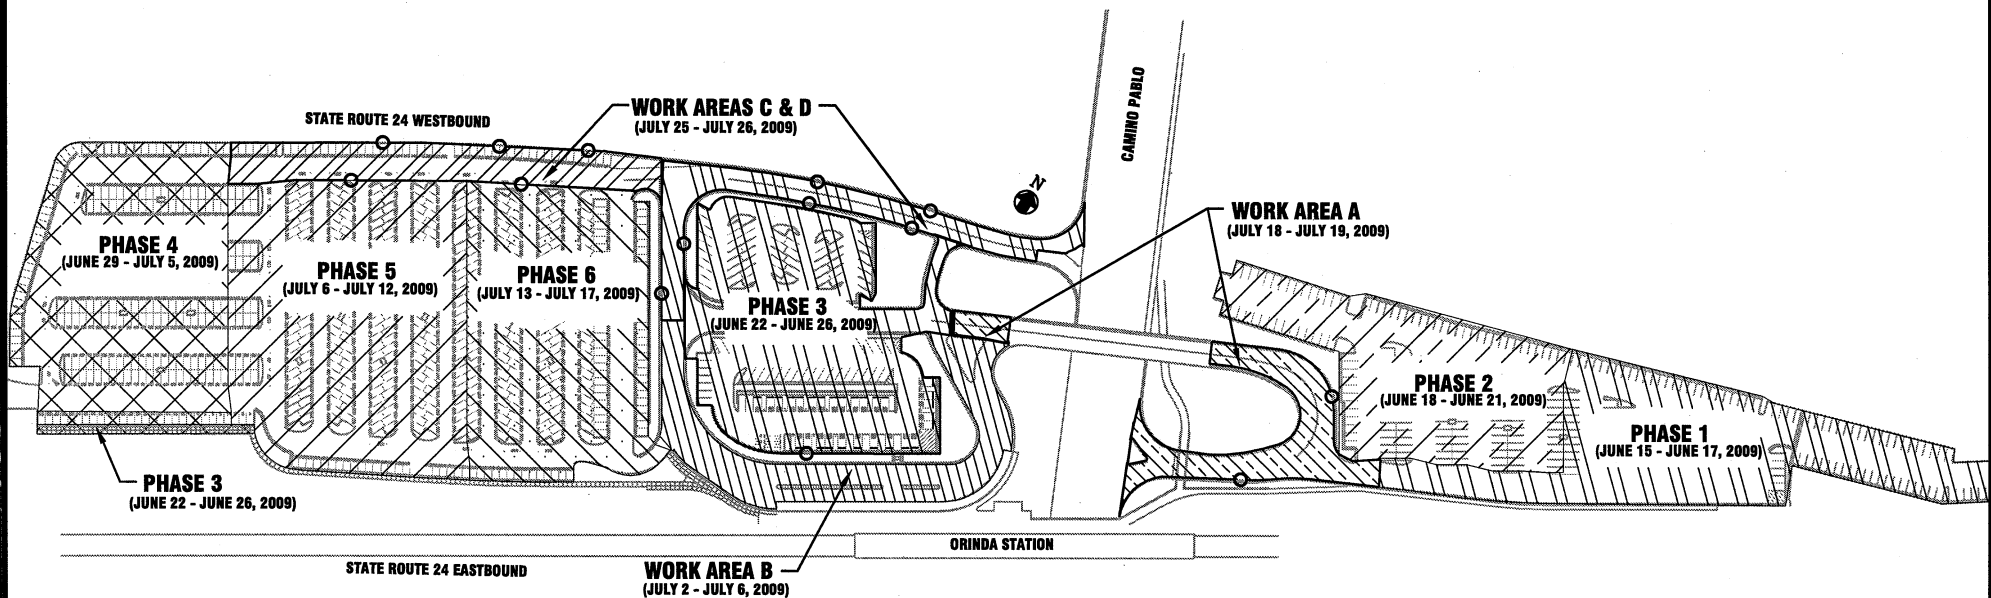 STATE ROUTE 24 WESTBOUND
WORK AREAS C & D
(JULY 25 - JULY 26, 2009)
CAMINO PABLO
N
WORK AREA A
(JULY 18 - JULY 19, 2009)
PHASE 4
(JUNE 29 - JULY 5, 2009)
PHASE 5
(JULY 6 - JULY 12, 2009)
PHASE 6
(JULY 13 - JULY 17, 2009)
PHASE 3
(JUNE 22 - JUNE 26, 2009)
PHASE 2
(JUNE 18 - JUNE 21, 2009)
PHASE 1
(JUNE 15 - JUNE 17, 2009)
PHASE 3
(JUNE 22 - JUNE 26, 2009)
ORINDA STATION
STATE ROUTE 24 EASTBOUND
WORK AREA B
(JULY 2 - JULY 6, 2009)